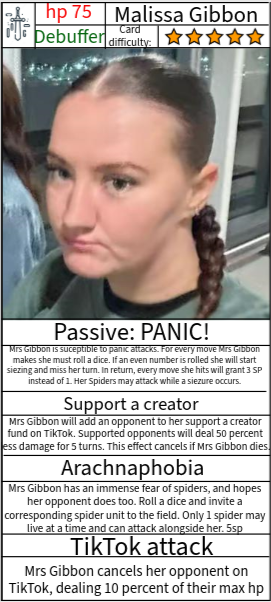 hp 75
Malissa Gibbon
Debuffer
Card
difficulty:
Passive: PANIC!
Mrs Gibbon is suceptible to panic attacks. For every move Mrs Gibbon
makes she must roll a dice. If an even number is rolled she will start
siezing and miss her turn. In return, every move she hits will grant 3 SP
instead of 1. Her Spiders may attack while a siezure occurs.
Support a creator
Mrs Gibbon will add an opponent to her support a creator
fund on TikTok. Supported opponents will deal 50 percent
ess damage for 5 turns. This effect cancels if Mrs Gibbon dies.
Arachnaphobia
Mrs Gibbon has an immense fear of spiders, and hopes
her opponent does too. Roll a dice and invite a
corresponding spider unit to the field. Only 1 spider may
live at a time and can attack alongside her. 5sp
TikTok attack
Mrs Gibbon cancels her opponent on
TikTok, dealing 10 percent of their max hp